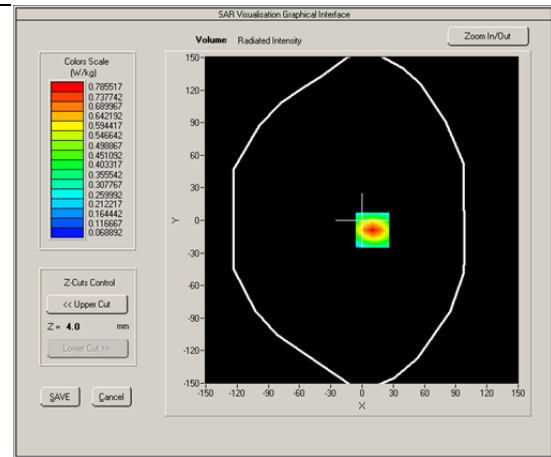 SAR Visualisation Graphical Interface
Volume Radiated Intensity
Zoom In/Out
Colors Scale
(W/kg)
0.785517
0.737742
0.689967
0.642192
0.594417
0.546642
0.498867
0.451092
0.403317
0.355542
0.307767
0.259992
0.212217
0.164442
0.116667
0.068892
150-
120-
90-
60-
30-
Y
0-
-30-
-60-
-90-
-120-
-150-
-150 -120 -90 -60 -30 0 30 60 90 120 150
X
Z-Cuts Control
<< Upper Cut
Z = 4.0 mm
Lower Cut >>
SAVE Cancel